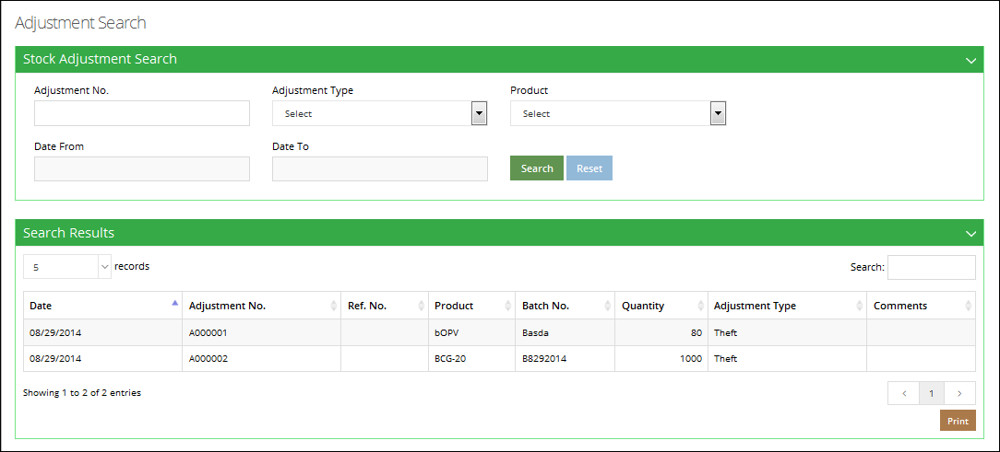 Adjustment Search
Stock Adjustment Search
Adjustment No. Adjustment Type Product
Select Select
Date From Date To
Search Reset
Search Results
5 records Search:
Date Adjustment No. Ref. No. Product Batch No. Quantity Adjustment Type Comments
08/29/2014 A000001 bOPV Basda 80 Theft
08/29/2014 A000002 BCG-20 B8292014 1000 Theft
Showing 1 to 2 of 2 entries < 1 >
Print